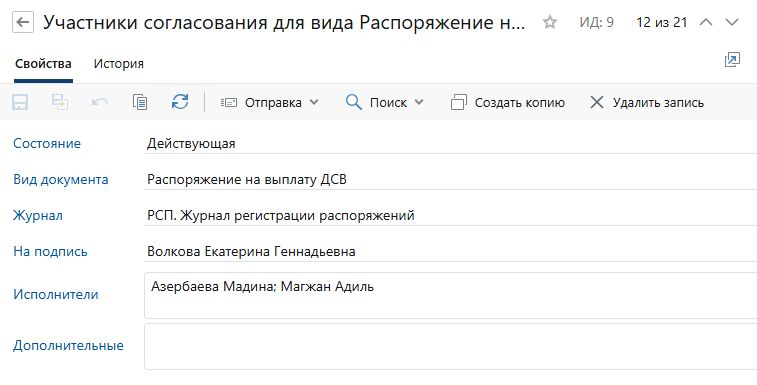 Участники согласования для вида Распоряжение н... ИД: 9 12 из 21
Свойства История
Отправка Поиск Создать копию Удалить запись
Состояние Действующая
Вид документа Распоряжение на выплату ДСВ
Журнал РСП. Журнал регистрации распоряжений
На подпись Волкова Екатерина Геннадьевна
Исполнители Азербаева Мадина; Магжан Адиль
Дополнительные